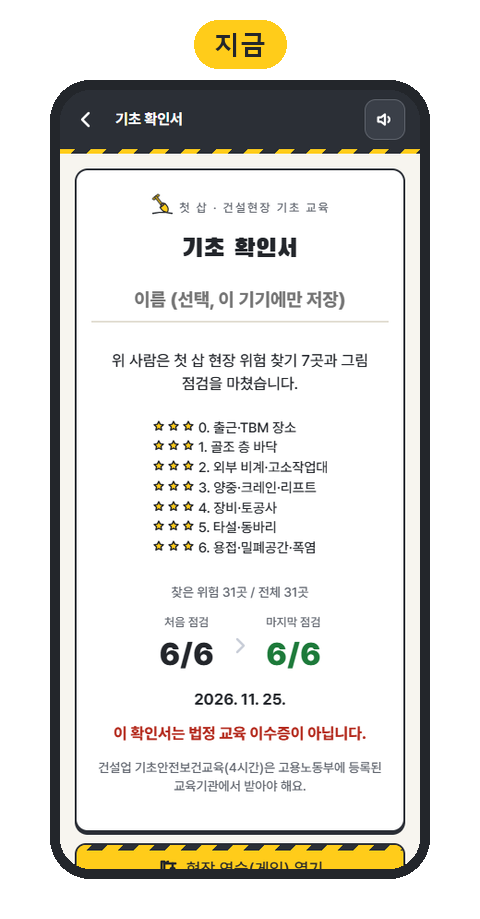 지금
기초 확인서
첫 삽 · 건설현장 기초 교육
기초 확인서
이름 (선택, 이 기기에만 저장)
위 사람은 첫 삽 현장 위험 찾기 7곳과 그림
점검을 마쳤습니다.
0. 출근·TBM 장소
1. 골조 층 바닥
2. 외부 비계·고소작업대
3. 양중·크레인·리프트
4. 장비·토공사
5. 타설·동바리
6. 용접·밀폐공간·폭염
찾은 위험 31곳 / 전체 31곳
처음 점검 마지막 점검
6/6 6/6
2026. 11. 25.
이 확인서는 법정 교육 이수증이 아닙니다.
건설업 기초안전보건교육(4시간)은 고용노동부에 등록된
교육기관에서 받아야 해요.
현장 연습(게임) 열기